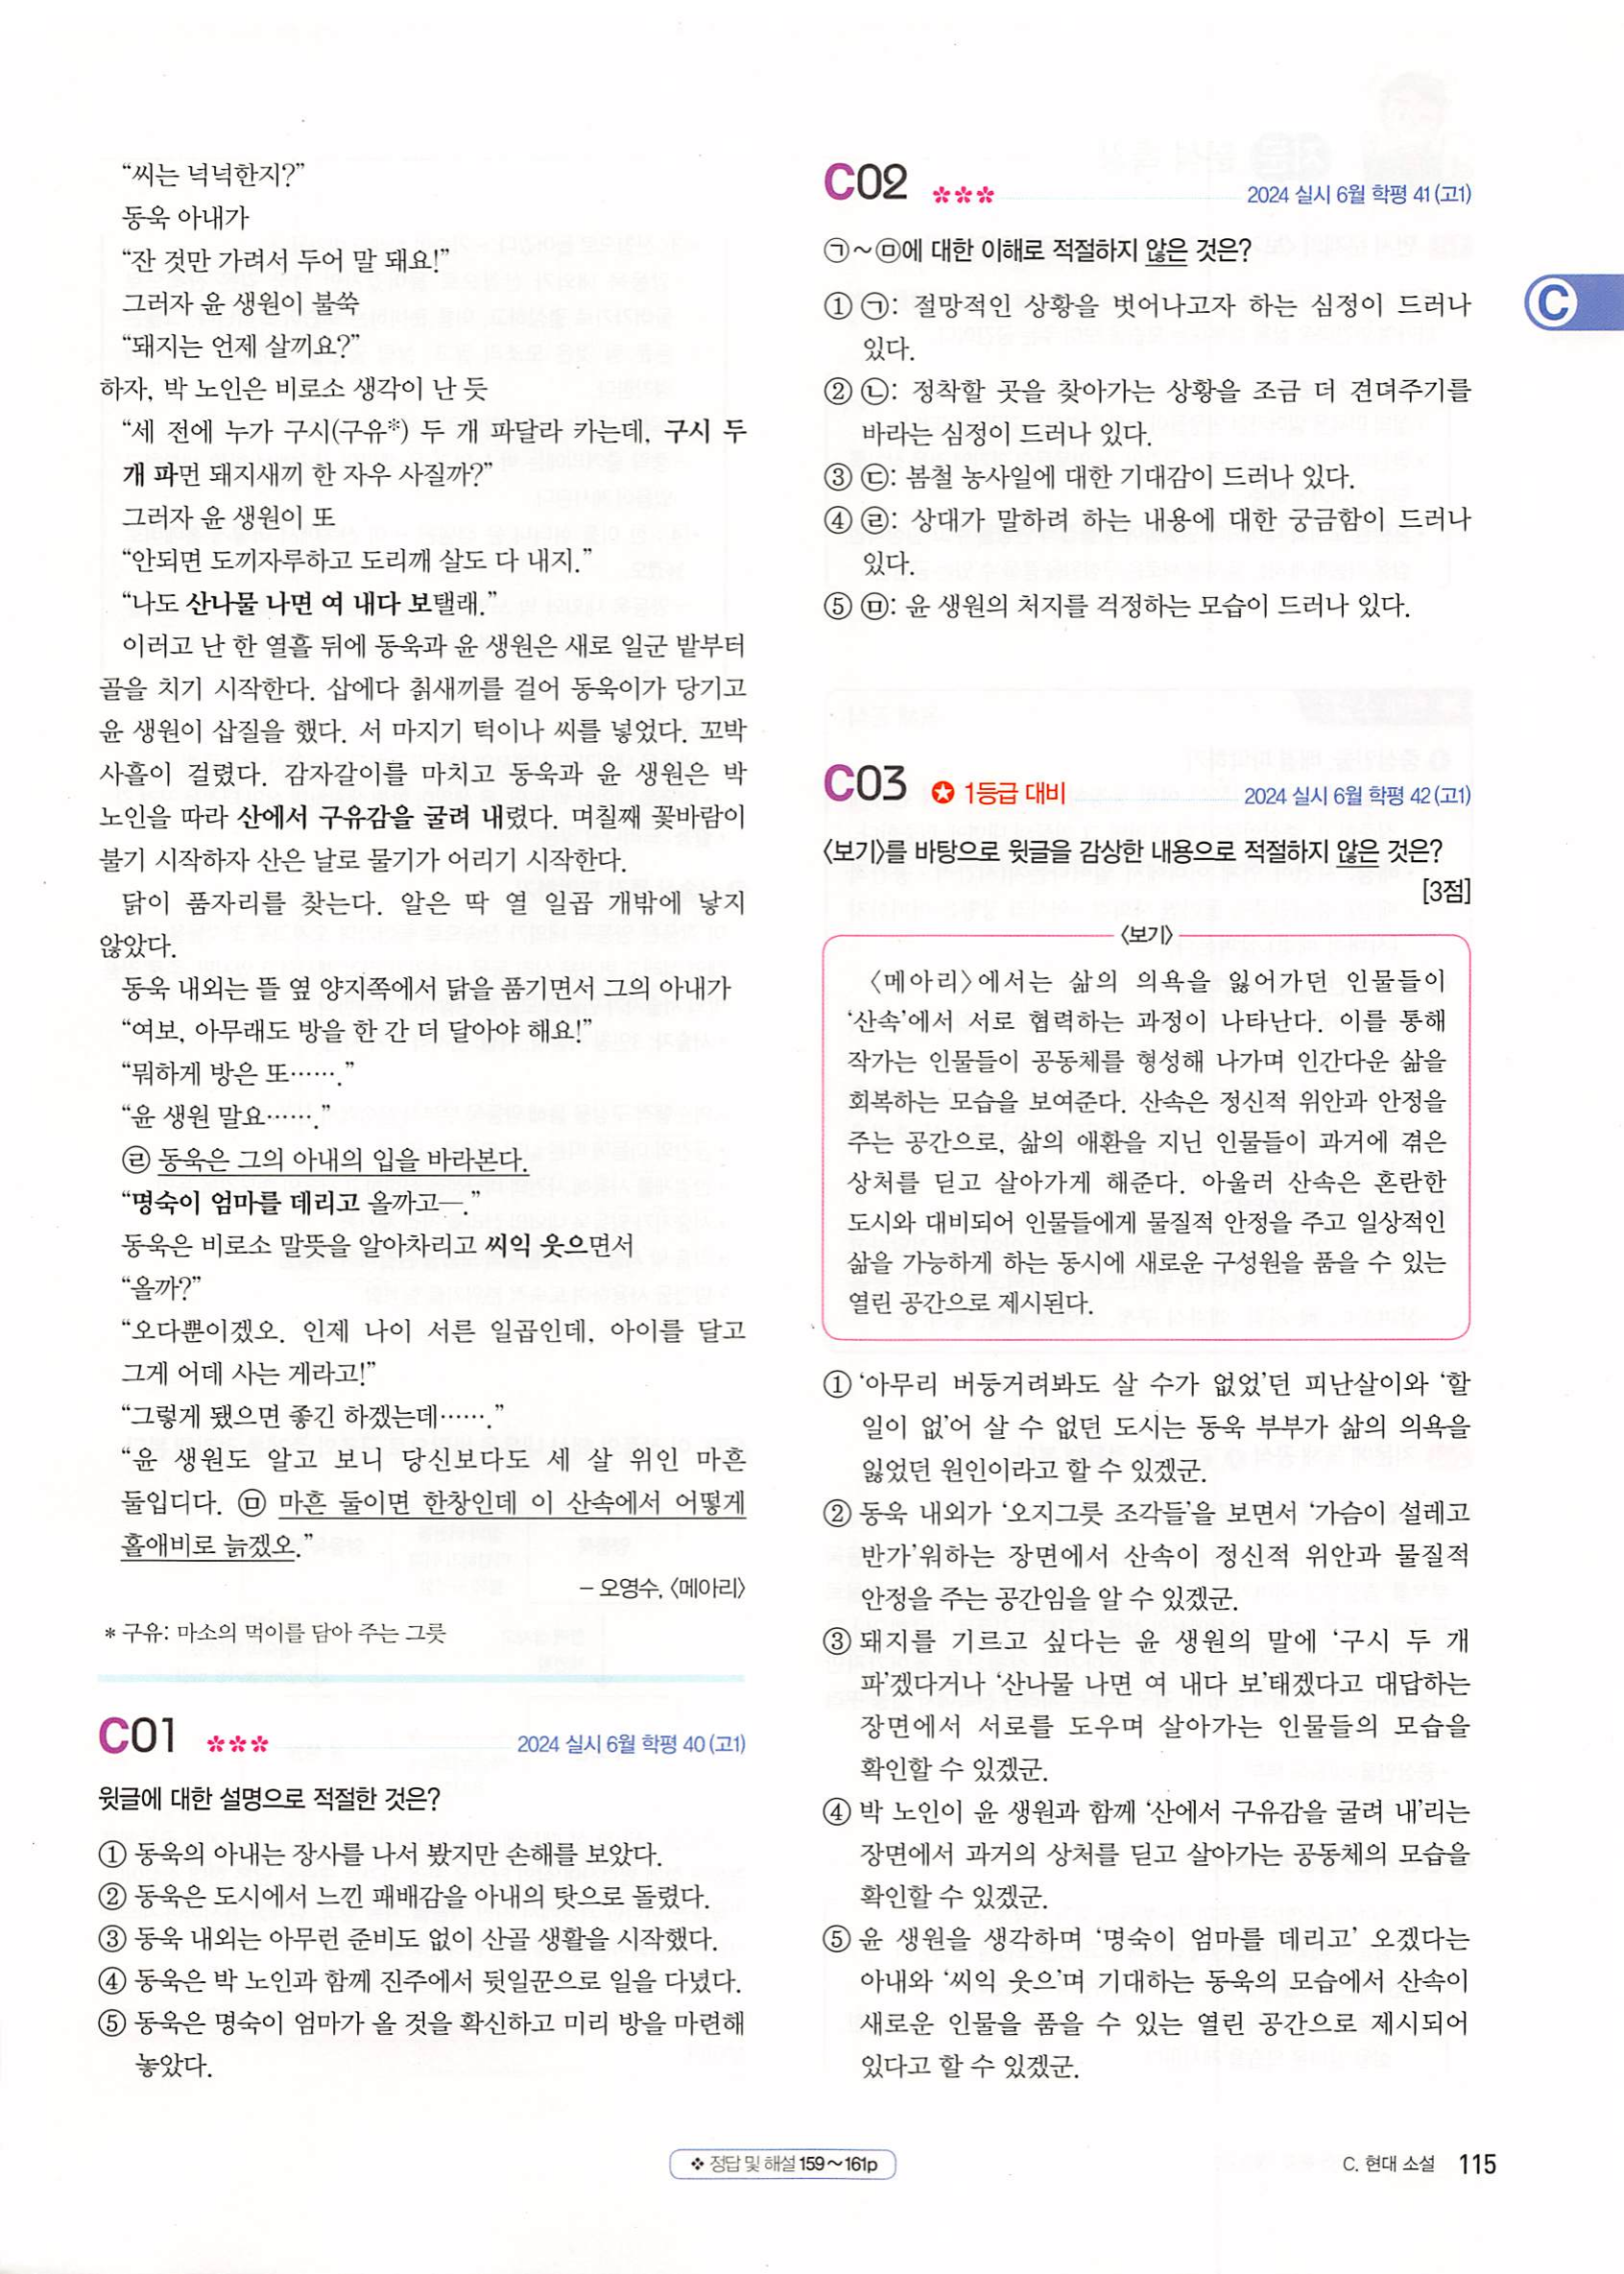 “씨는 넉넉한지?”
동욱 아내가
“잔 것만 가려서 두어 말 돼요!”
그러자 윤 생원이 불쑥
“돼지는 언제 살끼요?”
하자, 박 노인은 비로소 생각이 난 듯
“세 전에 누가 구시(구유*) 두 개 파달라 카는데, 구시 두
개 파면 돼지새끼 한 자우 사질까?”
그러자 윤 생원이 또
“안되면 도끼자루하고 도리깨 살도 다 내지.”
“나도 산나물 나면 여 내다 보탤래.”
이러고 난 한 열흘 뒤에 동욱과 윤 생원은 새로 일군 밭부터
골을 치기 시작한다. 삽에다 칡새끼를 걸어 동욱이가 당기고
윤 생원이 삽질을 했다. 서 마지기 턱이나 씨를 넣었다. 꼬박
사흘이 걸렸다. 감자갈이를 마치고 동욱과 윤 생원은 박
노인을 따라 산에서 구유감을 굴려 내렸다. 며칠째 꽃바람이
불기 시작하자 산은 날로 물기가 어리기 시작한다.
닭이 품자리를 찾는다. 알은 딱 열 일곱 개밖에 낳지
않았다.
동욱 내외는 뜰 옆 양지쪽에서 닭을 품기면서 그의 아내가
“여보, 아무래도 방을 한 간 더 달아야 해요!”
“뭐하게 방은 또…….”
“윤 생원 말요…….”
㉣ 동욱은 그의 아내의 입을 바라본다.
“명숙이 엄마를 데리고 올까고―.”
동욱은 비로소 말뜻을 알아차리고 씨익 웃으면서
“올까?”
“오다뿐이겠오. 인제 나이 서른 일곱인데, 아이를 달고
그게 어데 사는 게라고!”
“그렇게 됐으면 좋긴 하겠는데…….”
“윤 생원도 알고 보니 당신보다도 세 살 위인 마흔
둘입디다. ㉤ 마흔 둘이면 한창인데 이 산속에서 어떻게
홀애비로 늙겠오.”
– 오영수, 〈메아리〉
* 구유: 마소의 먹이를 담아 주는 그릇
C01 ✽✽✽ 2024 실시 6월 학평 40 (고1)
윗글에 대한 설명으로 적절한 것은?
① 동욱의 아내는 장사를 나서 봤지만 손해를 보았다.
② 동욱은 도시에서 느낀 패배감을 아내의 탓으로 돌렸다.
③ 동욱 내외는 아무런 준비도 없이 산골 생활을 시작했다.
④ 동욱은 박 노인과 함께 진주에서 뒷일꾼으로 일을 다녔다.
⑤ 동욱은 명숙이 엄마가 올 것을 확신하고 미리 방을 마련해
놓았다.
C02 ✽✽✽ 2024 실시 6월 학평 41 (고1)
㉠~㉤에 대한 이해로 적절하지 않은 것은?
① ㉠: 절망적인 상황을 벗어나고자 하는 심정이 드러나
있다.
② ㉡: 정착할 곳을 찾아가는 상황을 조금 더 견뎌주기를
바라는 심정이 드러나 있다.
③ ㉢: 봄철 농사일에 대한 기대감이 드러나 있다.
④ ㉣: 상대가 말하려 하는 내용에 대한 궁금함이 드러나
있다.
⑤ ㉤: 윤 생원의 처지를 걱정하는 모습이 드러나 있다.
C
C03 ✪ 1등급 대비 2024 실시 6월 학평 42 (고1)
〈보기〉를 바탕으로 윗글을 감상한 내용으로 적절하지 않은 것은?
[3점]
〈보기〉
〈메아리〉에서는 삶의 의욕을 잃어가던 인물들이
‘산속’에서 서로 협력하는 과정이 나타난다. 이를 통해
작가는 인물들이 공동체를 형성해 나가며 인간다운 삶을
회복하는 모습을 보여준다. 산속은 정신적 위안과 안정을
주는 공간으로, 삶의 애환을 지닌 인물들이 과거에 겪은
상처를 딛고 살아가게 해준다. 아울러 산속은 혼란한
도시와 대비되어 인물들에게 물질적 안정을 주고 일상적인
삶을 가능하게 하는 동시에 새로운 구성원을 품을 수 있는
열린 공간으로 제시된다.
① ‘아무리 버둥거려봐도 살 수가 없었’던 피난살이와 ‘할
일이 없’어 살 수 없던 도시는 동욱 부부가 삶의 의욕을
잃었던 원인이라고 할 수 있겠군.
② 동욱 내외가 ‘오지그릇 조각들’을 보면서 ‘가슴이 설레고
반가’워하는 장면에서 산속이 정신적 위안과 물질적
안정을 주는 공간임을 알 수 있겠군.
③ 돼지를 기르고 싶다는 윤 생원의 말에 ‘구시 두 개
파’겠다거나 ‘산나물 나면 여 내다 보’태겠다고 대답하는
장면에서 서로를 도우며 살아가는 인물들의 모습을
확인할 수 있겠군.
④ 박 노인이 윤 생원과 함께 ‘산에서 구유감을 굴려 내’리는
장면에서 과거의 상처를 딛고 살아가는 공동체의 모습을
확인할 수 있겠군.
⑤ 윤 생원을 생각하며 ‘명숙이 엄마를 데리고’ 오겠다는
아내와 ‘씨익 웃으’며 기대하는 동욱의 모습에서 산속이
새로운 인물을 품을 수 있는 열린 공간으로 제시되어
있다고 할 수 있겠군.
❖ 정답 및 해설 159~161p
C. 현대 소설 115